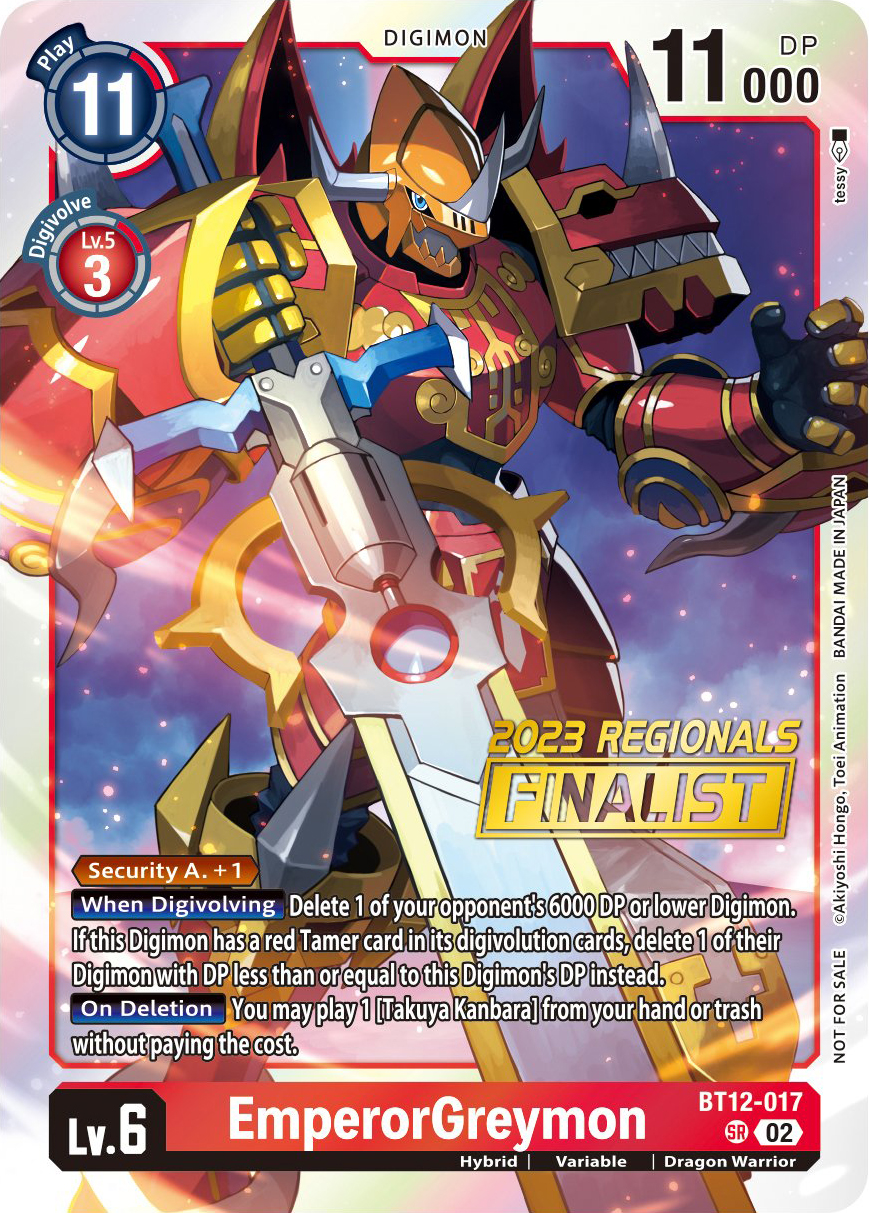 DIGIMON
Play
11
DP
11000
Digivolve
Lv.5
3
tessy
BANDAI MADE IN JAPAN
©Akiyoshi Hongo, Toei Animation
NOT FOR SALE
2023 REGIONALS
FINALIST
Security A. +1
When Digivolving Delete 1 of your opponent's 6000 DP or lower Digimon.
If this Digimon has a red Tamer card in its digivolution cards, delete 1 of their
Digimon with DP less than or equal to this Digimon's DP instead.
On Deletion You may play 1 [Takuya Kanbara] from your hand or trash
without paying the cost.
Lv.6
EmperorGreymon
BT12-017
SR 02
Hybrid | Variable | Dragon Warrior